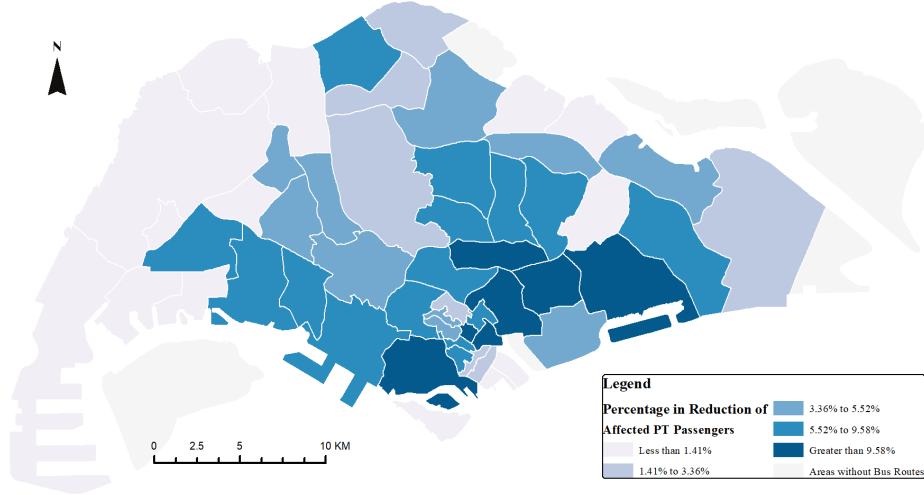 N
0 2.5 5 10 KM
Legend
Percentage in Reduction of
Affected PT Passengers
Less than 1.41%
1.41% to 3.36%
3.36% to 5.52%
5.52% to 9.58%
Greater than 9.58%
Areas without Bus Routes